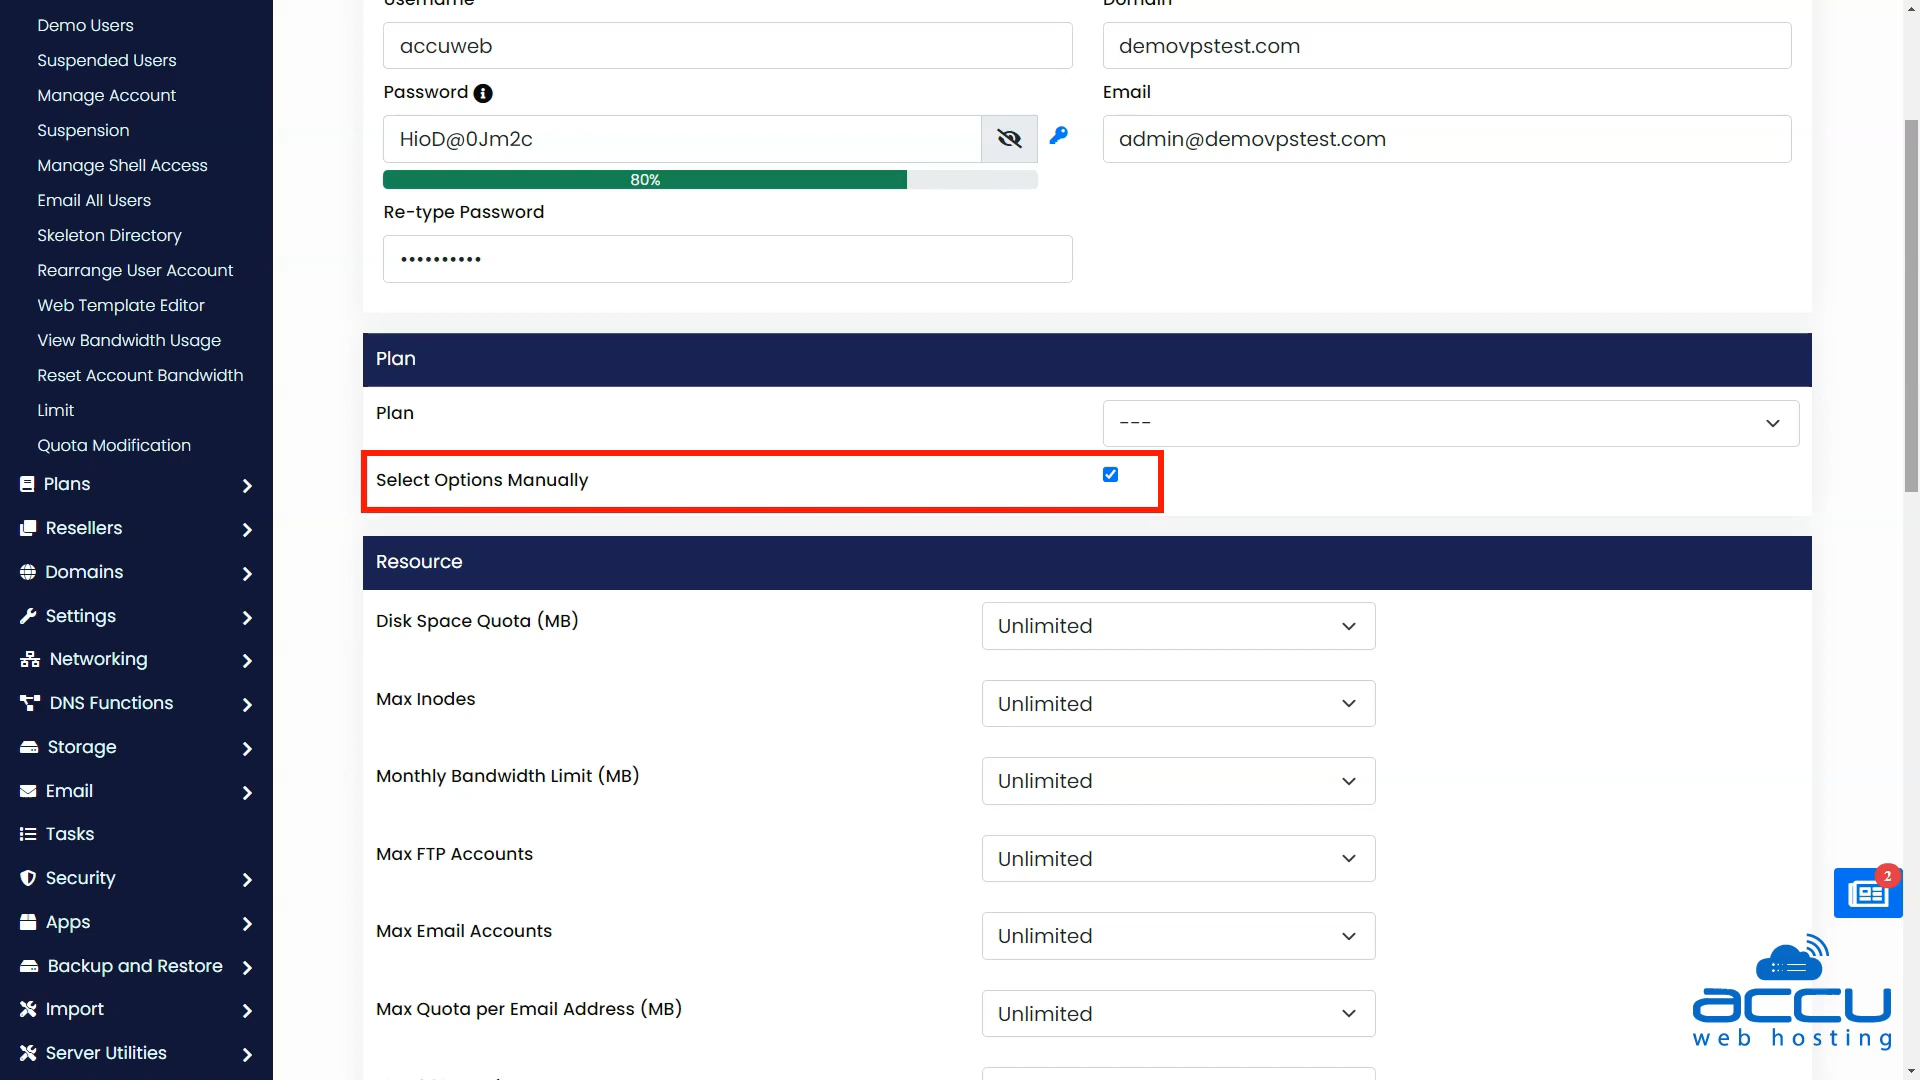 Demo Users
Suspended Users
Manage Account
Suspension
Manage Shell Access
Email All Users
Skeleton Directory
Rearrange User Account
Web Template Editor
View Bandwidth Usage
Reset Account Bandwidth
Limit
Quota Modification
Plans
Resellers
Domains
Settings
Networking
DNS Functions
Storage
Email
Tasks
Security
Apps
Backup and Restore
Import
Server Utilities
Username
Domain
accuweb
demovpstest.com
Password
Email
HioD@0Jm2c
admin@demovpstest.com
80%
Re-type Password
••••••••••
Plan
Plan
---
Select Options Manually
Resource
Disk Space Quota (MB)
Unlimited
Max Inodes
Unlimited
Monthly Bandwidth Limit (MB)
Unlimited
Max FTP Accounts
Unlimited
Max Email Accounts
Unlimited
Max Quota per Email Address (MB)
Unlimited
2
accu
web hosting